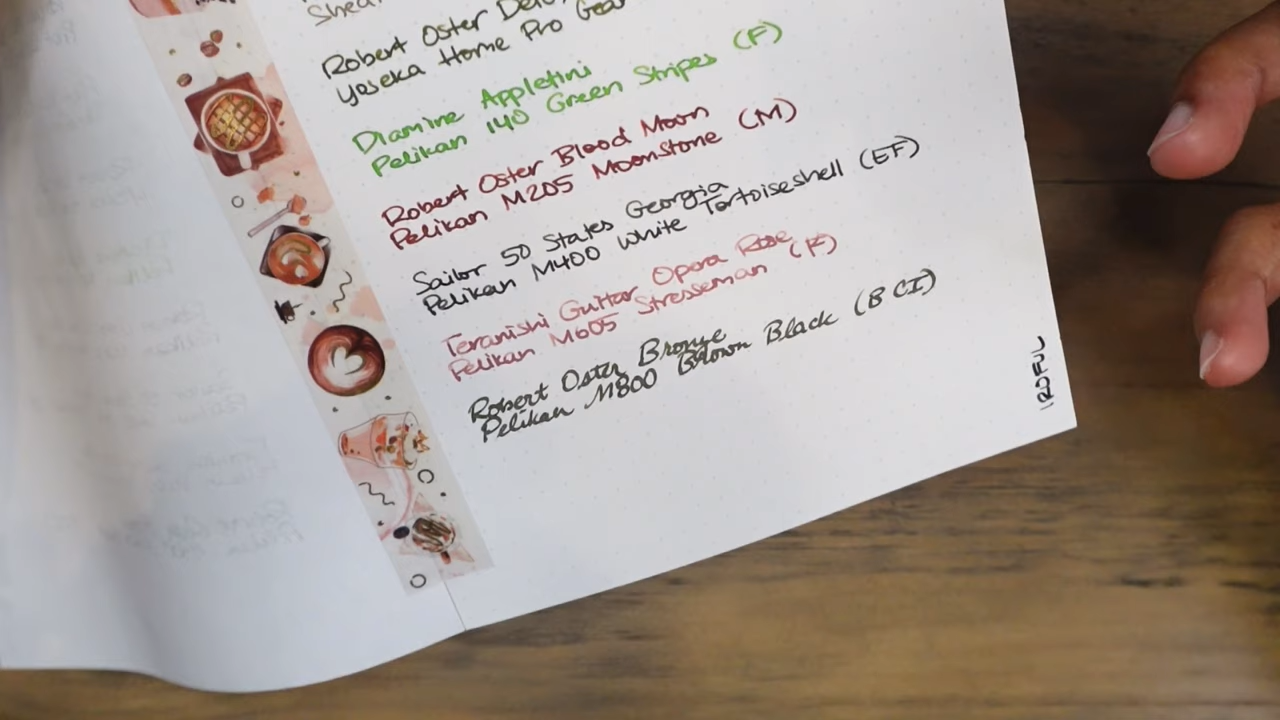 Robert Oster
Yoseka Home Pro Gear
Diamine Appletini
Pelikan 140 Green Stripes (F)
Robert Oster Blood Moon
Pelikan M205 Moonstone (M)
Sailor 50 States Georgia
Pelikan M400 White Tortoiseshell (EF)
Teranishi Guitar Opera Rose
Pelikan M605 Stresseman (F)
Robert Oster Bronze
Pelikan M800 Brown Black (B CI)
IROFUL